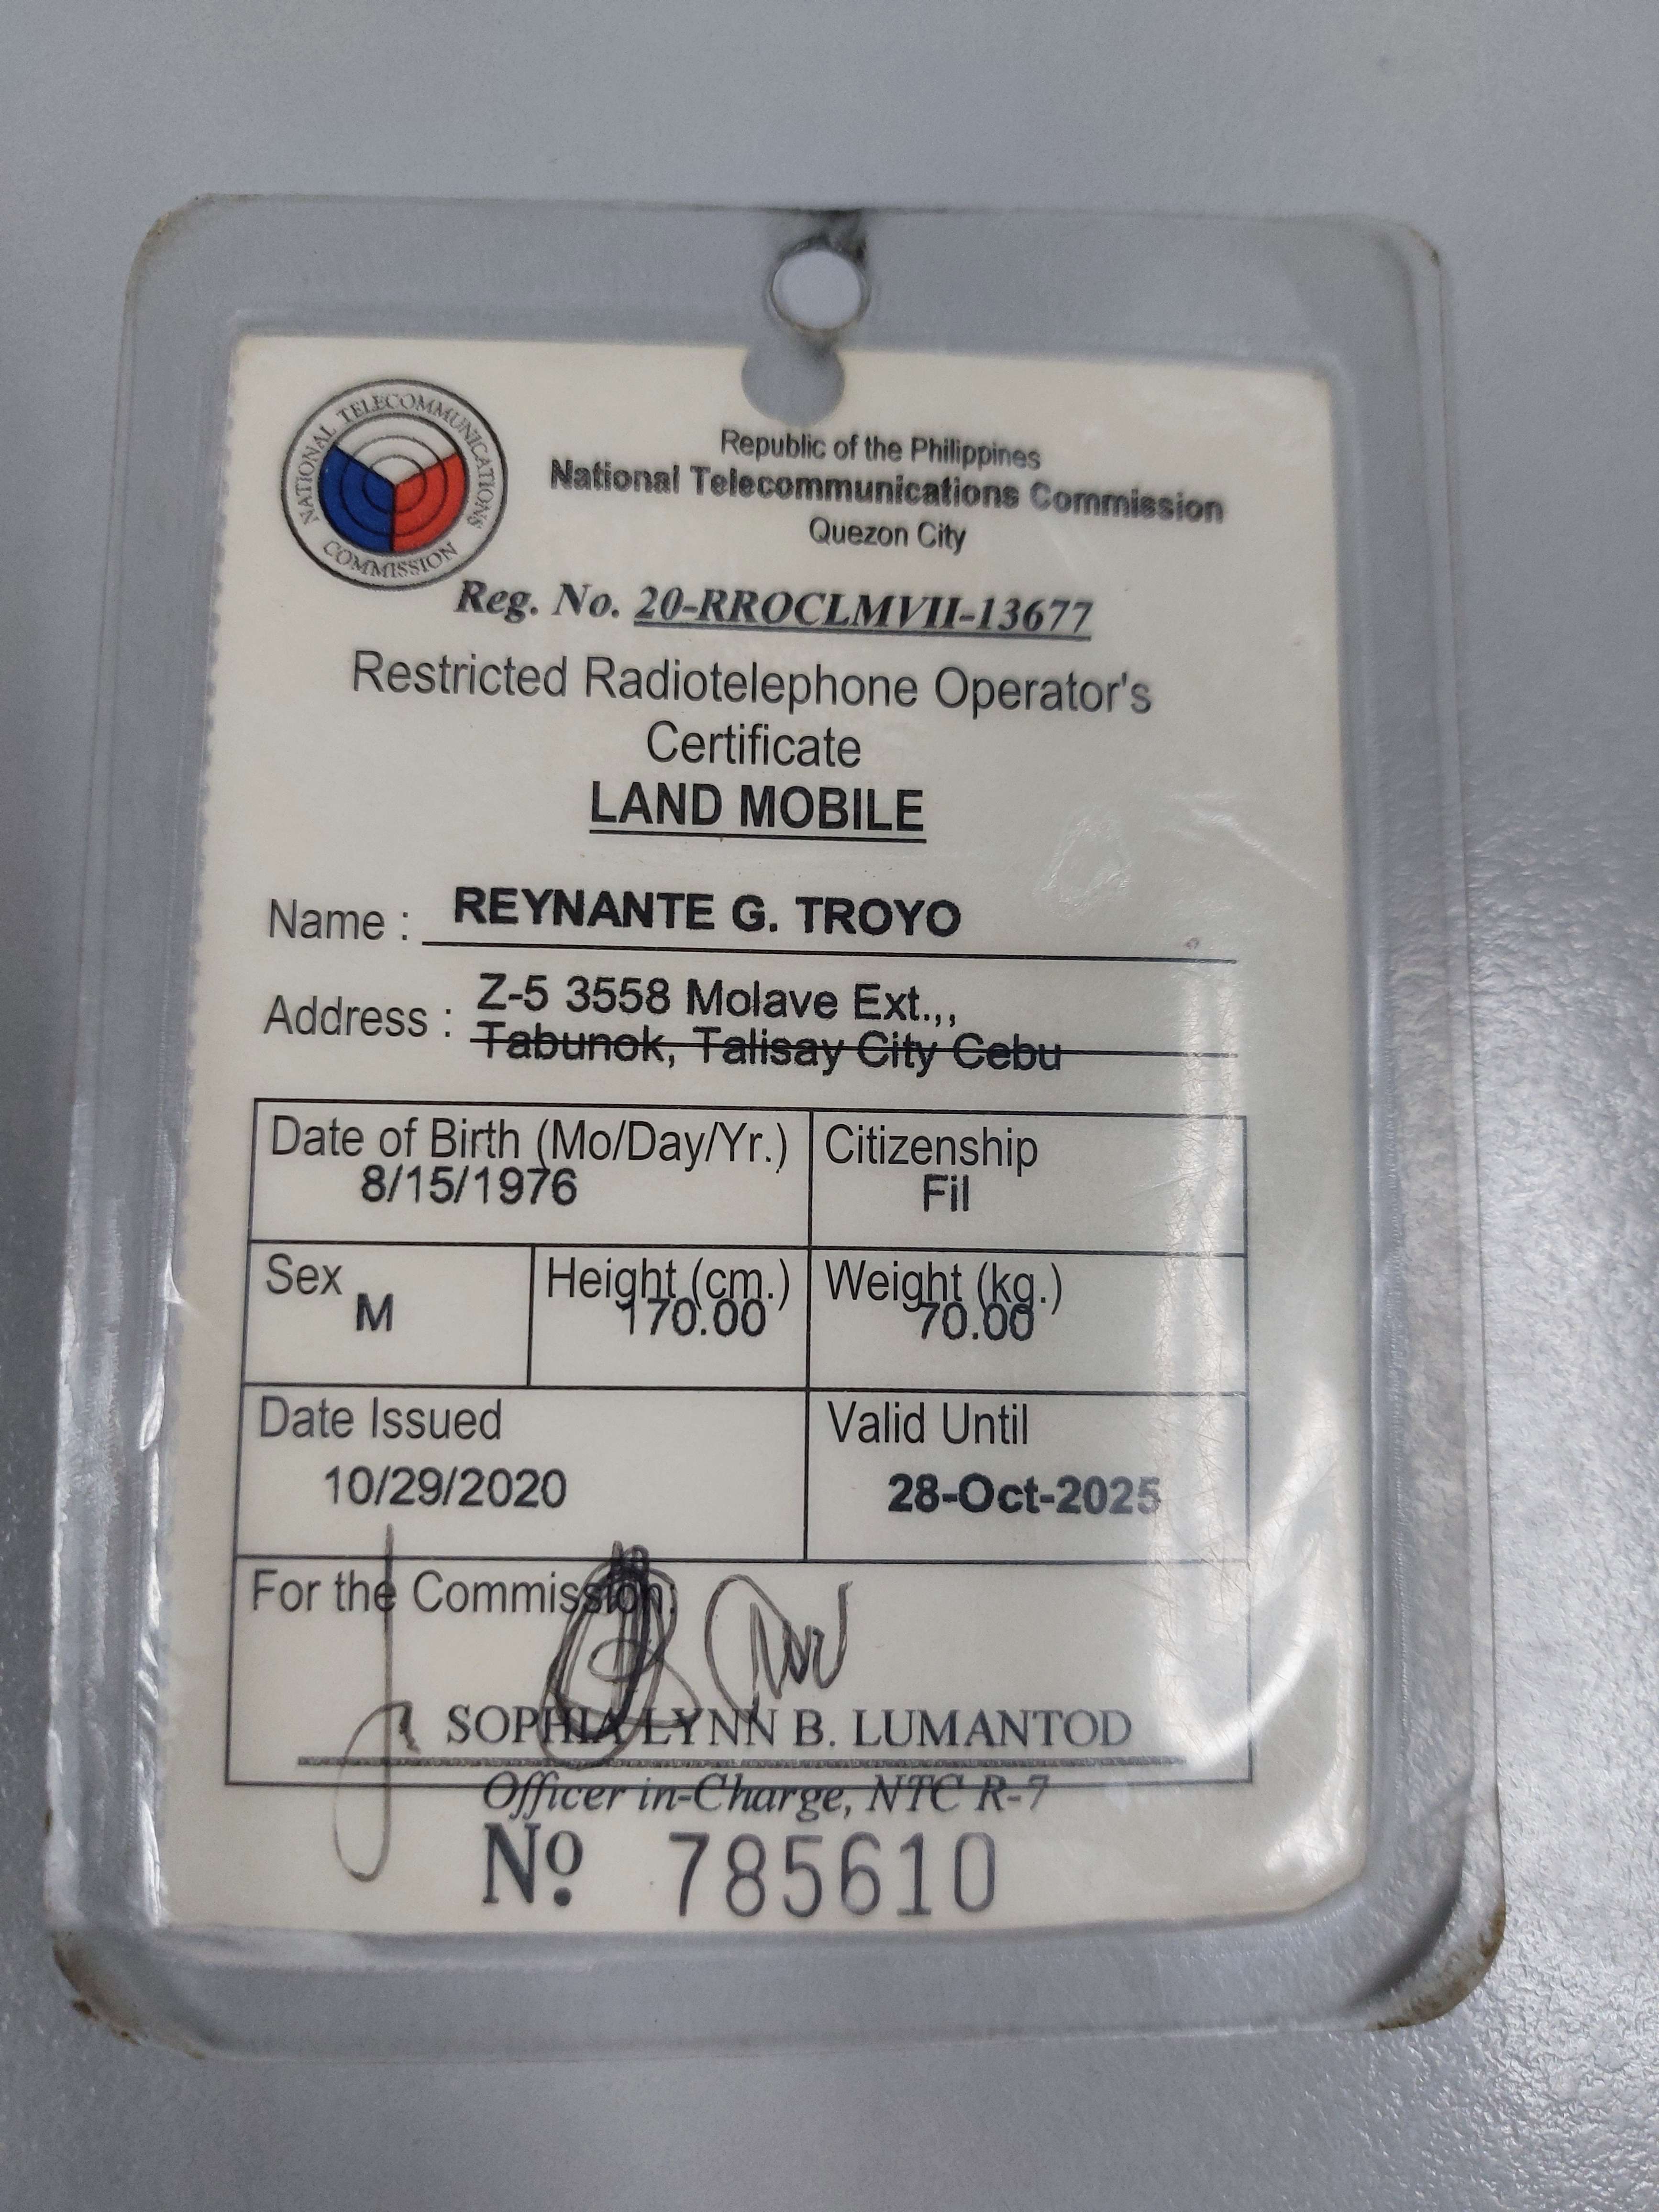 NATIONAL TELECOMMUNICATIONS COMMISSION
Republic of the Philippines
National Telecommunications Commission
Quezon City
Reg. No. 20-RROCLMVII-13677
Restricted Radiotelephone Operator's
Certificate
LAND MOBILE
Name : REYNANTE G. TROYO
Address : Z-5 3558 Molave Ext.,,
Tabunok, Talisay City Cebu
Date of Birth (Mo/Day/Yr.) Citizenship
8/15/1976 Fil
Sex Height (cm.) Weight (kg.)
M 170.00 70.00
Date Issued Valid Until
10/29/2020 28-Oct-2025
For the Commission:
SOPHIA LYNN B. LUMANTOD
Officer in-Charge, NTC R-7
Nº 785610